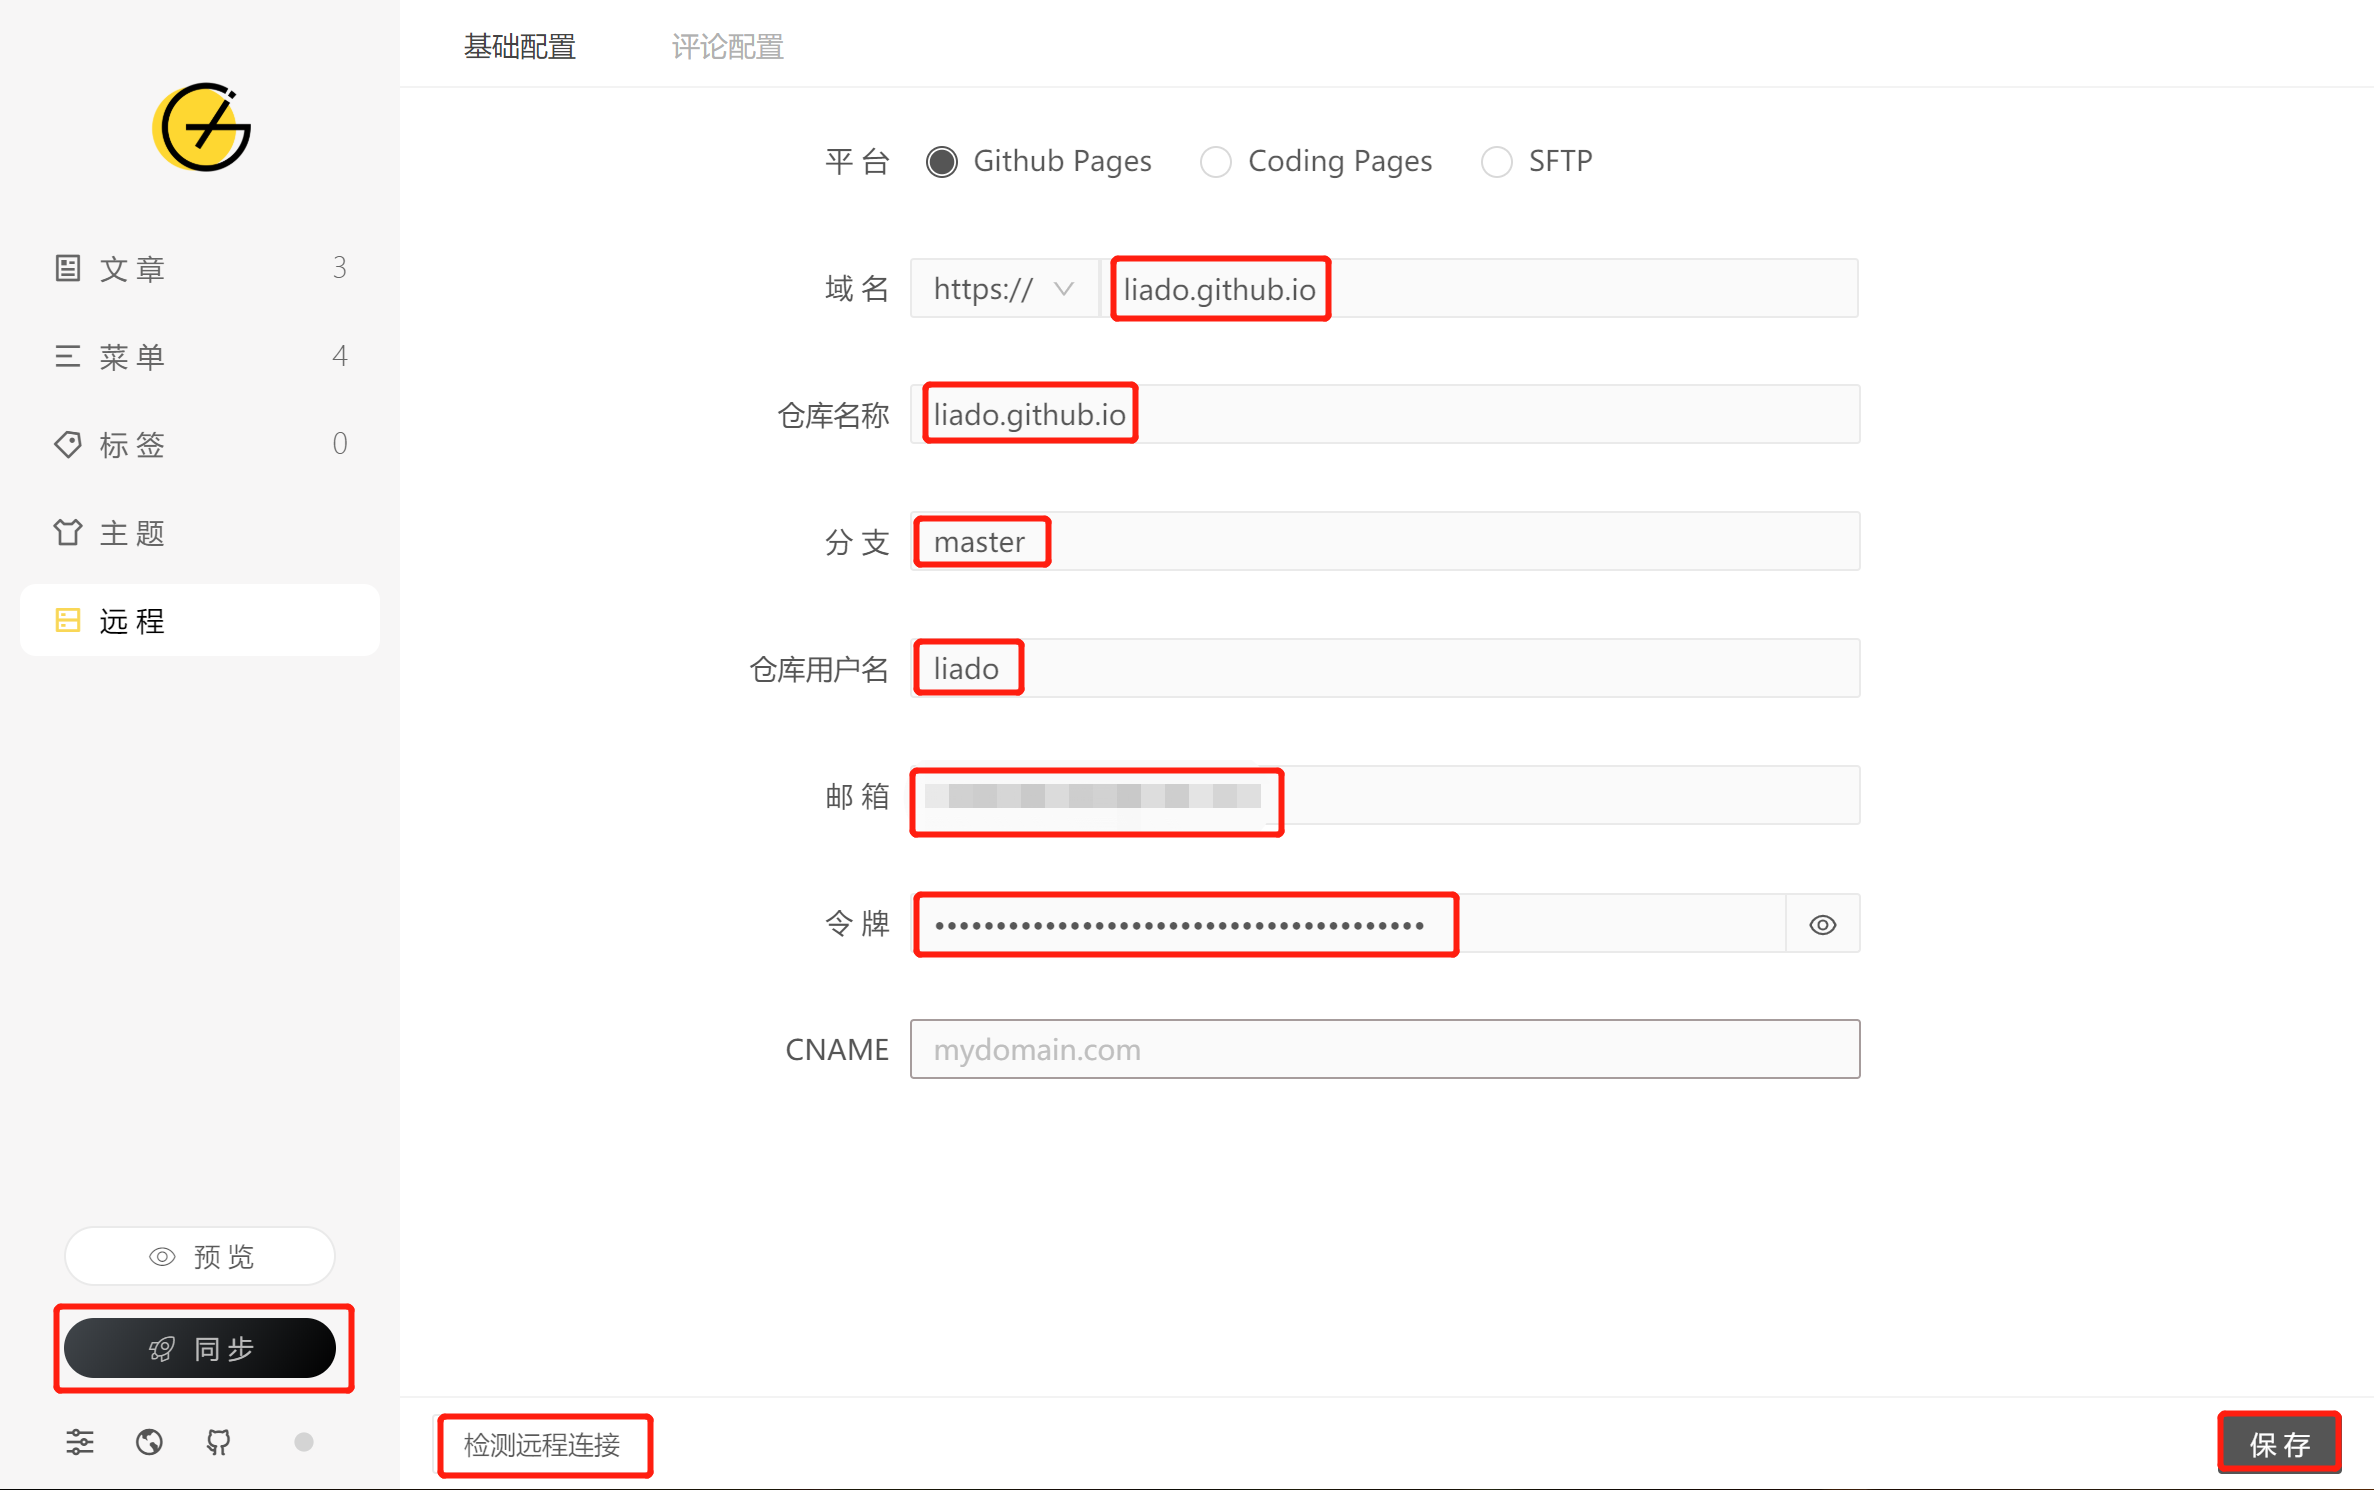 基础配置 评论配置
文章 3
菜单 4
标签 0
主题
远程
预览
同步
平台 Github Pages Coding Pages SFTP
域名 https:// liado.github.io
仓库名称 liado.github.io
分支 master
仓库用户名 liado
邮箱
令牌 ••••••••••••••••••••••••••••••••••••••••
CNAME mydomain.com
检测远程连接
保存